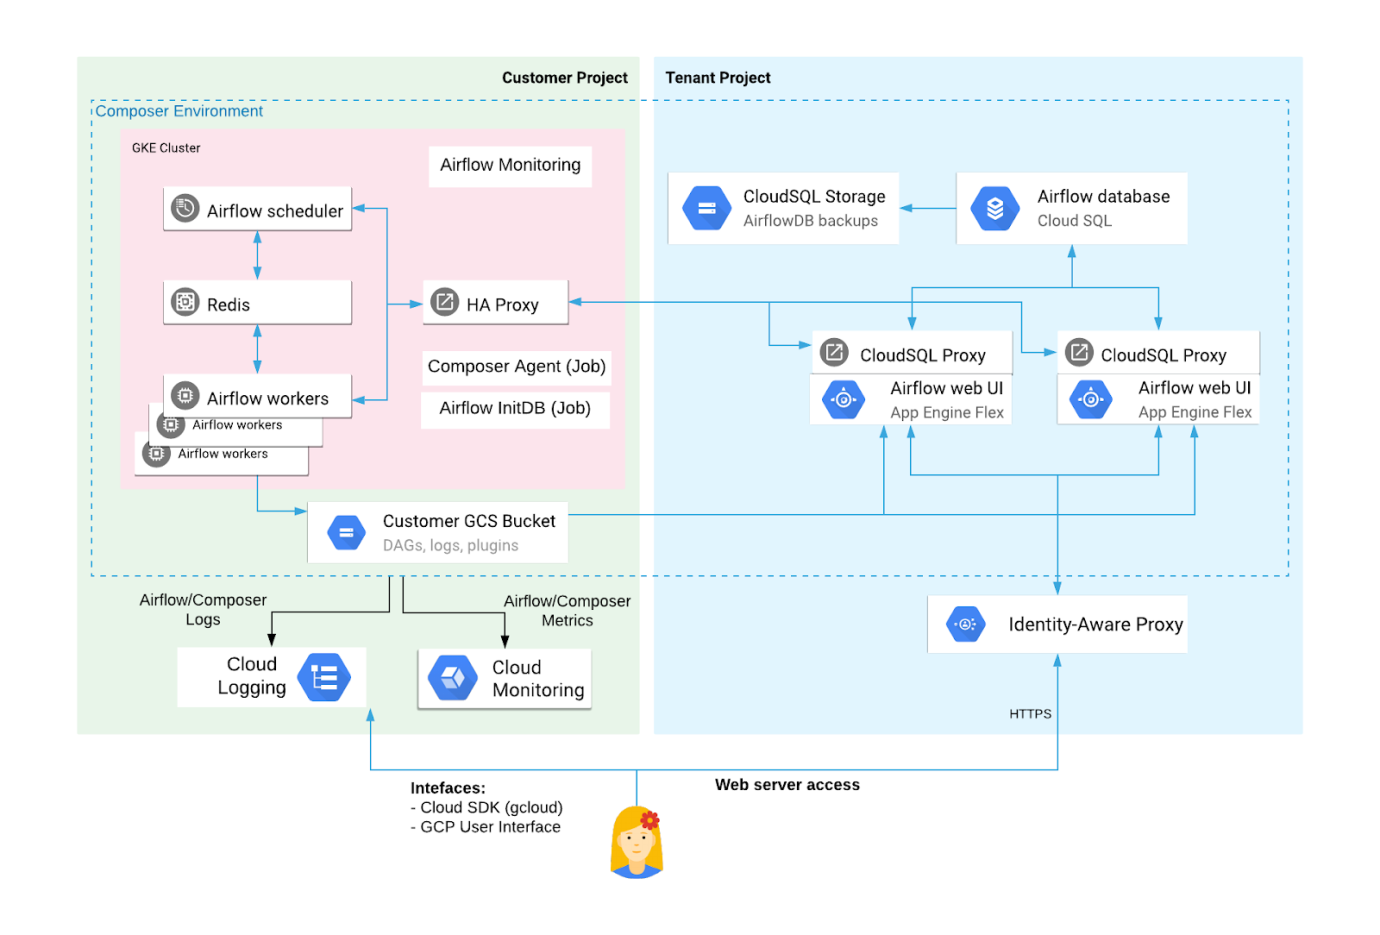 Customer Project
Tenant Project
Composer Environment
GKE Cluster
Airflow Monitoring
Airflow scheduler
Redis
HA Proxy
Airflow workers
Airflow workers
Airflow workers
Composer Agent (Job)
Airflow InitDB (Job)
CloudSQL Storage
AirflowDB backups
Airflow database
Cloud SQL
CloudSQL Proxy
Airflow web UI
App Engine Flex
CloudSQL Proxy
Airflow web UI
App Engine Flex
Customer GCS Bucket
DAGs, logs, plugins
Airflow/Composer
Logs
Airflow/Composer
Metrics
Cloud
Logging
Cloud
Monitoring
Identity-Aware Proxy
HTTPS
Intefaces:
- Cloud SDK (gcloud)
- GCP User Interface
Web server access